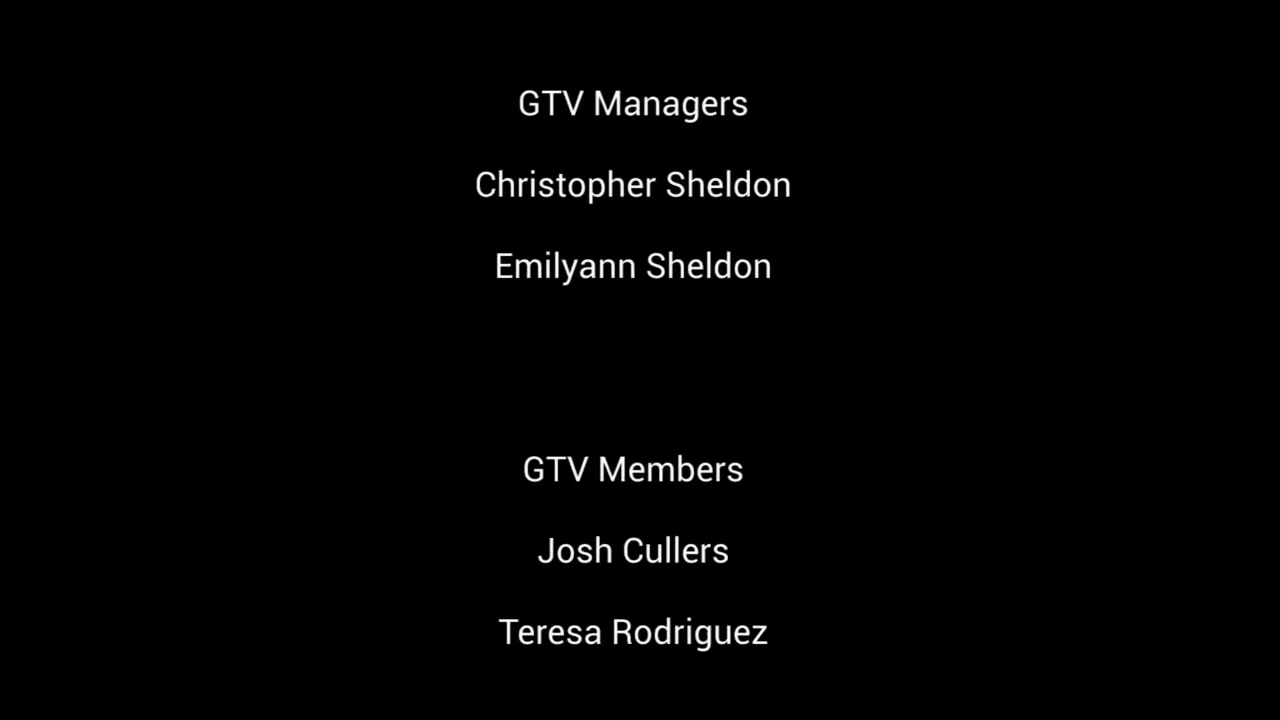 GTV Managers
Christopher Sheldon
Emilyann Sheldon
GTV Members
Josh Cullers
Teresa Rodriguez